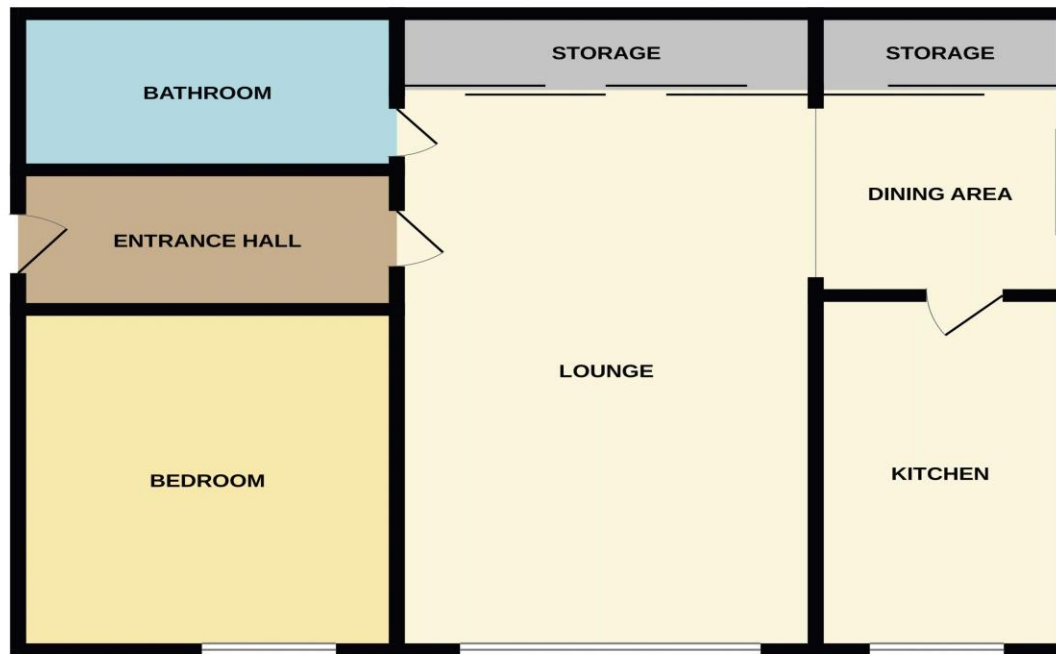 STORAGE
STORAGE
BATHROOM
DINING AREA
ENTRANCE HALL
LOUNGE
KITCHEN
BEDROOM